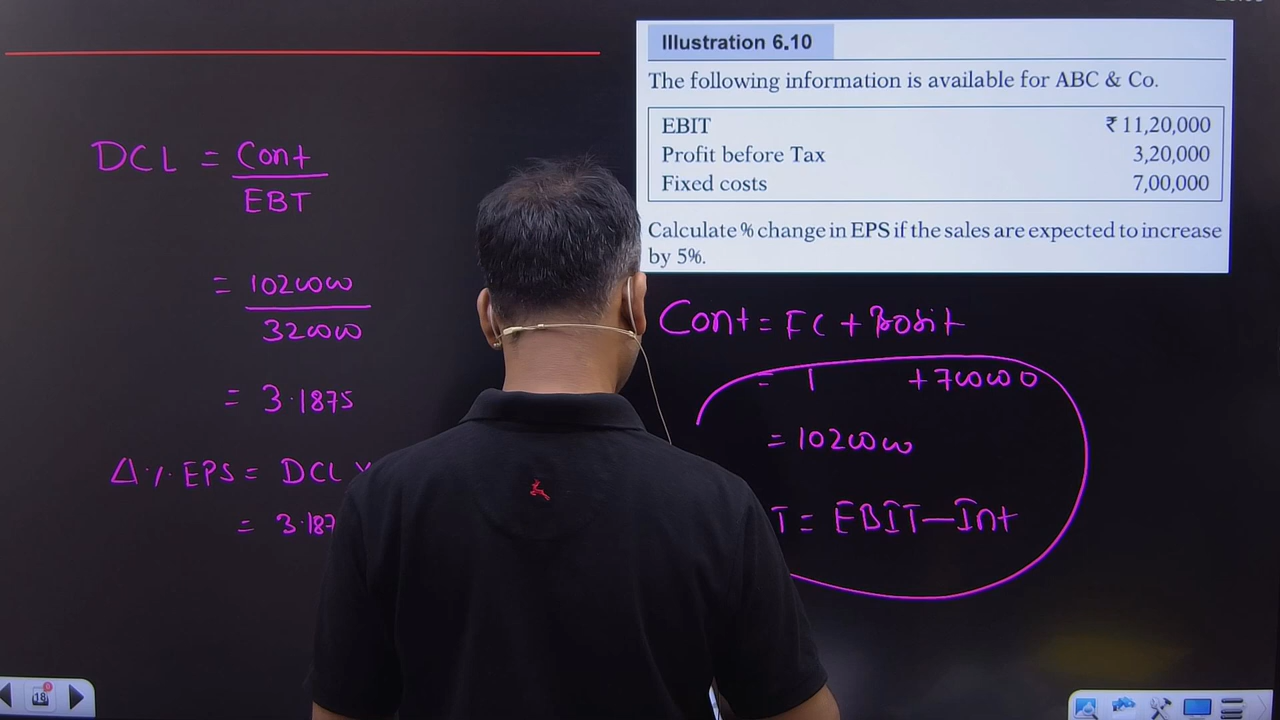 Illustration 6.10
The following information is available for ABC & Co.
EBIT ₹ 11,20,000
Profit before Tax 3,20,000
Fixed costs 7,00,000
Calculate % change in EPS if the sales are expected to increase
by 5%.
DCL = Cont
EBT
= 1020000
320000
= 3.1875
Δ % EPS = DCL
= 3.187
Cont = FC + Profit
= 1 + 700000
= 1020000
T = EBIT - Int
18